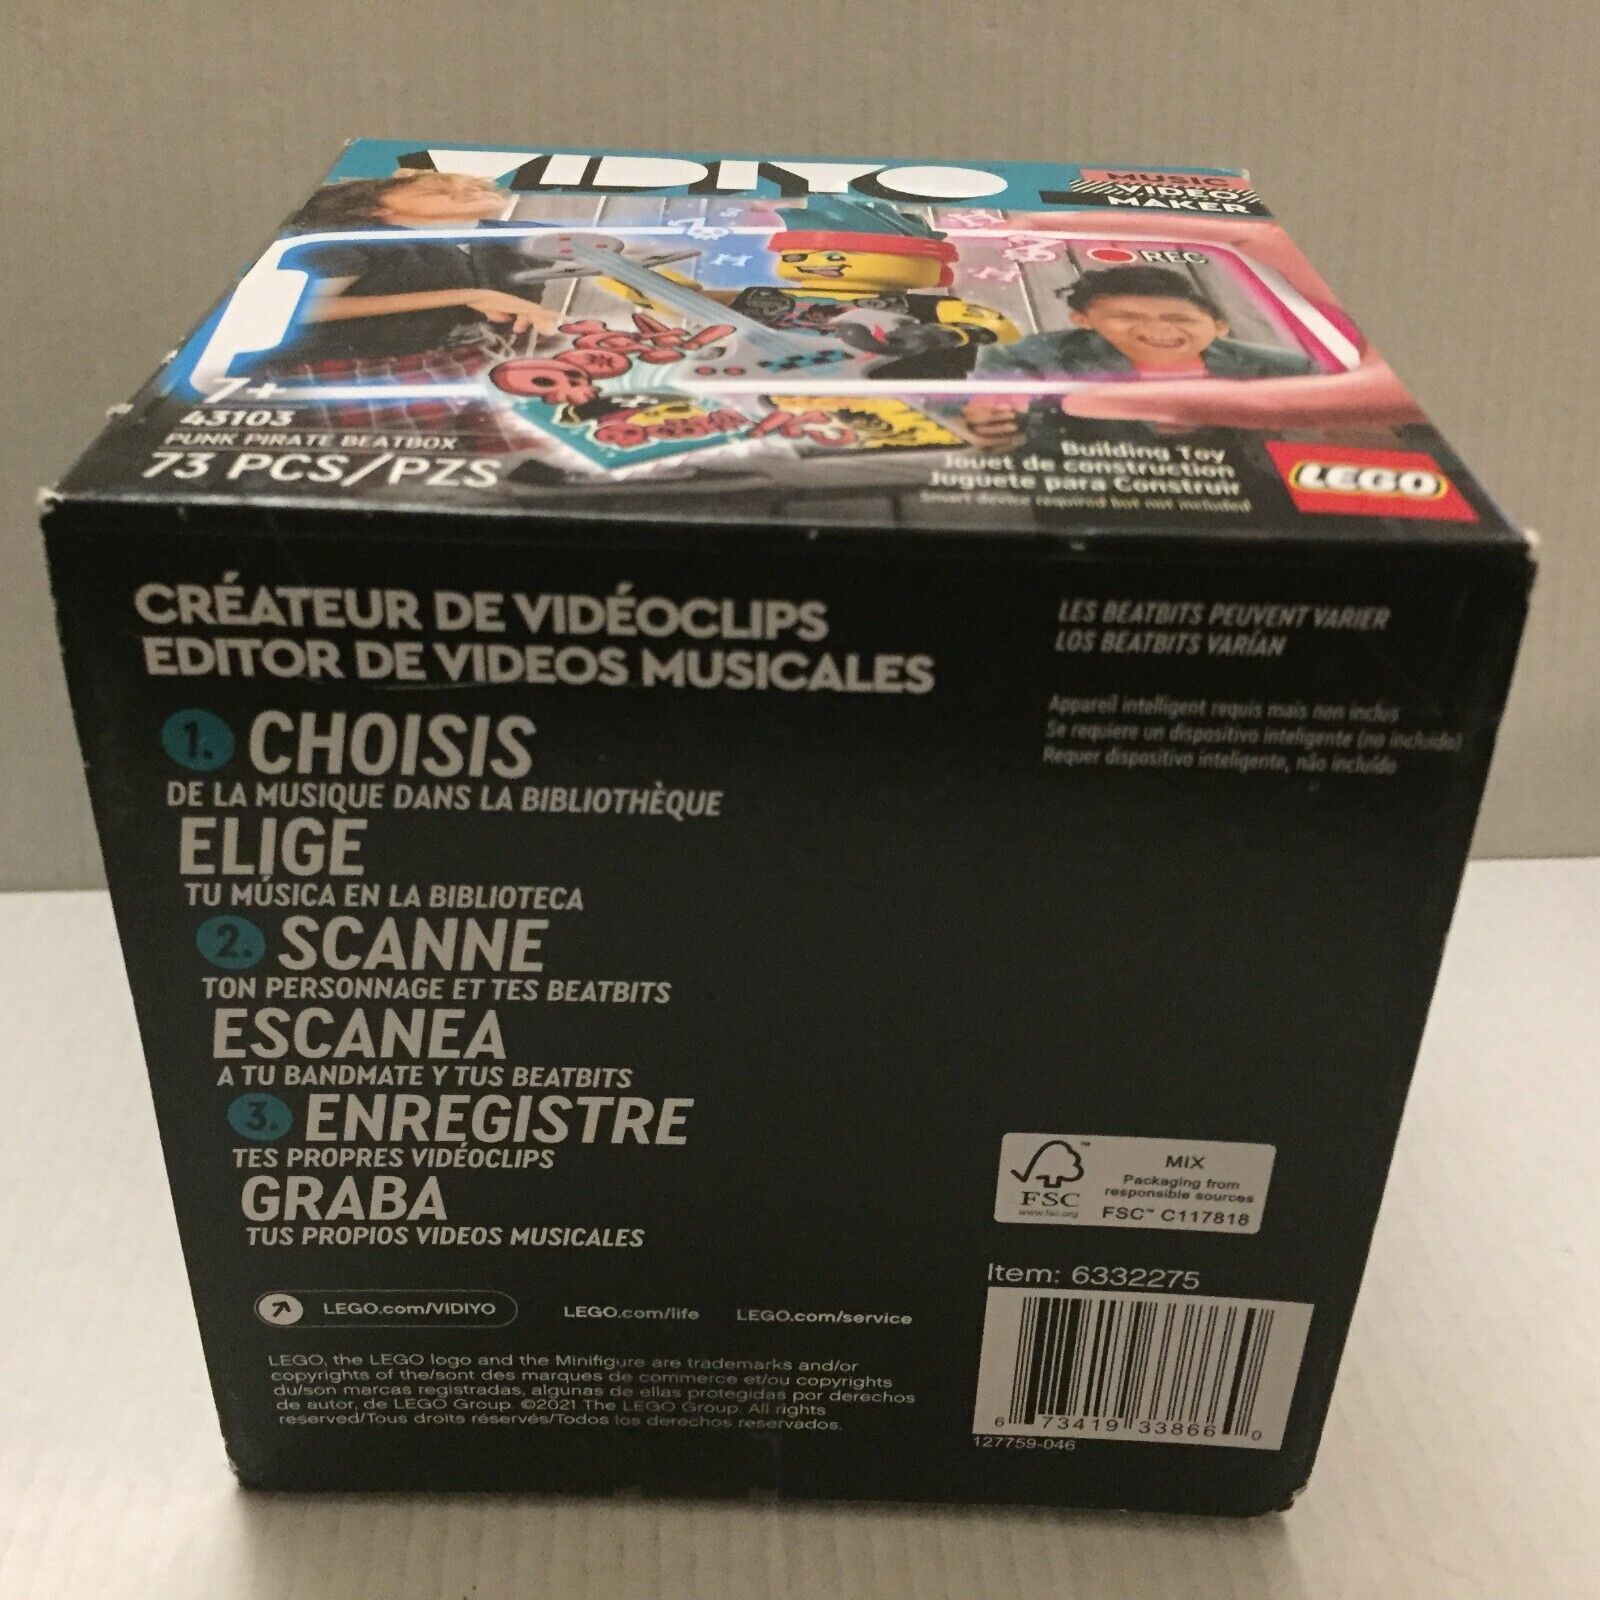 VIDIYO
MUSIC
VIDEO
MAKER
REC
7+
43103
PUNK PIRATE BEATBOX
73 PCS/PZS
Building Toy
Jouet de construction
Juguete para Construir
Smart device required but not included
LEGO
CRÉATEUR DE VIDÉOCLIPS
EDITOR DE VIDEOS MUSICALES
1. CHOISIS
DE LA MUSIQUE DANS LA BIBLIOTHÈQUE
ELIGE
TU MÚSICA EN LA BIBLIOTECA
2. SCANNE
TON PERSONNAGE ET TES BEATBITS
ESCANEA
A TU BANDMATE Y TUS BEATBITS
3. ENREGISTRE
TES PROPRES VIDÉOCLIPS
GRABA
TUS PROPIOS VIDEOS MUSICALES
LES BEATBITS PEUVENT VARIER
LOS BEATBITS VARÍAN
Appareil intelligent requis mais non inclus
Se requiere un dispositivo inteligente (no incluido)
Requer dispositivo inteligente, não incluído
FSC
www.fsc.org
MIX
Packaging from
responsible sources
FSC™ C117818
Item: 6332275
6 73419 33866 0
127759-046
LEGO.com/VIDIYO LEGO.com/life LEGO.com/service
LEGO, the LEGO logo and the Minifigure are trademarks and/or
copyrights of the/sont des marques de commerce et/ou copyrights
du/son marcas registradas, algunas de ellas protegidas por derechos
de autor, de LEGO Group. ©2021 The LEGO Group. All rights
reserved/Tous droits réservés/Todos los derechos reservados.